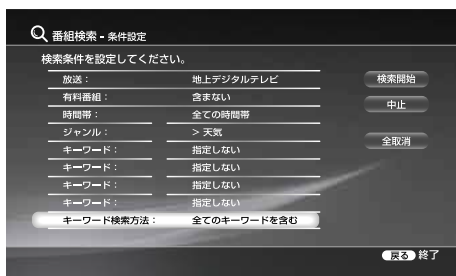 番組検索 - 条件設定
検索条件を設定してください。
放送： 地上デジタルテレビ
有料番組： 含まない
時間帯： 全ての時間帯
ジャンル： > 天気
キーワード： 指定しない
キーワード： 指定しない
キーワード： 指定しない
キーワード： 指定しない
キーワード検索方法： 全てのキーワードを含む
検索開始
中止
全取消
戻る 終了